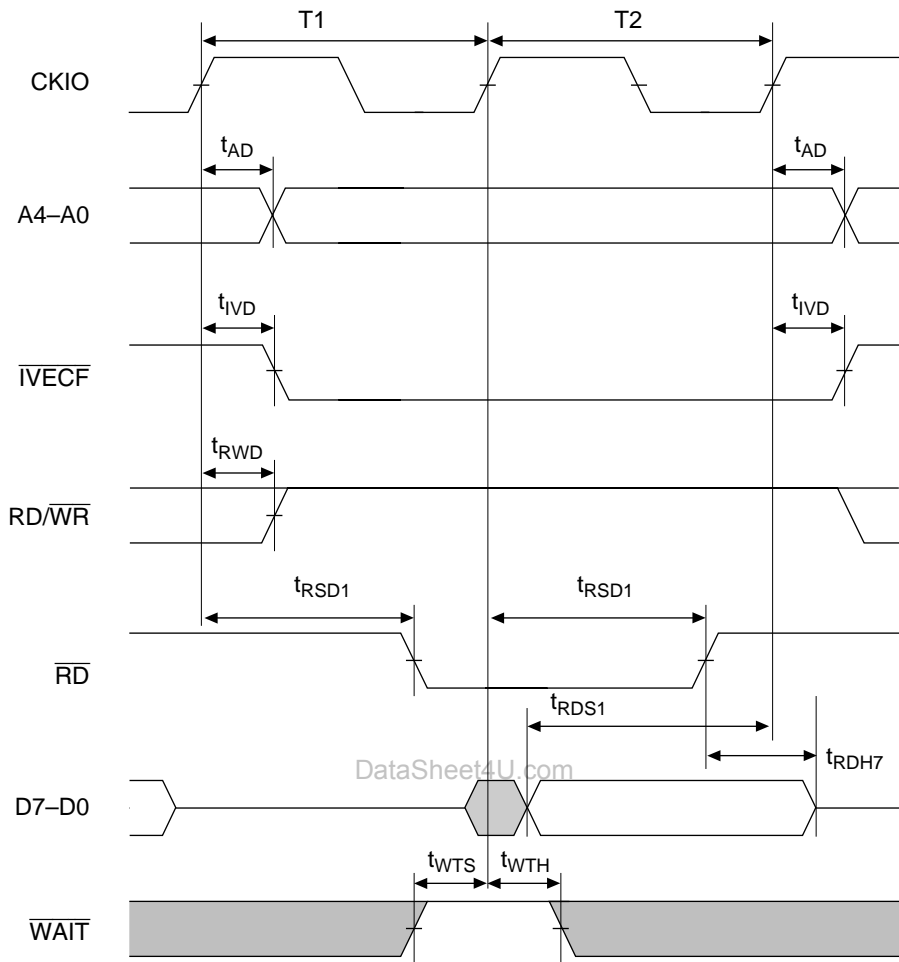 T1 T2
CKIO
tAD tAD
A4–A0
tIVD tIVD
IVECF
tRWD
RD/WR
tRSD1 tRSD1
RD
tRDS1
tRDH7
DataSheet4U.com
D7–D0
tWTS tWTH
WAIT